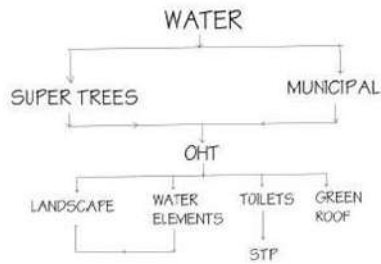 WATER
SUPER TREES
MUNICIPAL
OHT
LANDSCAPE
WATER
ELEMENTS
TOILETS
GREEN
ROOF
STP